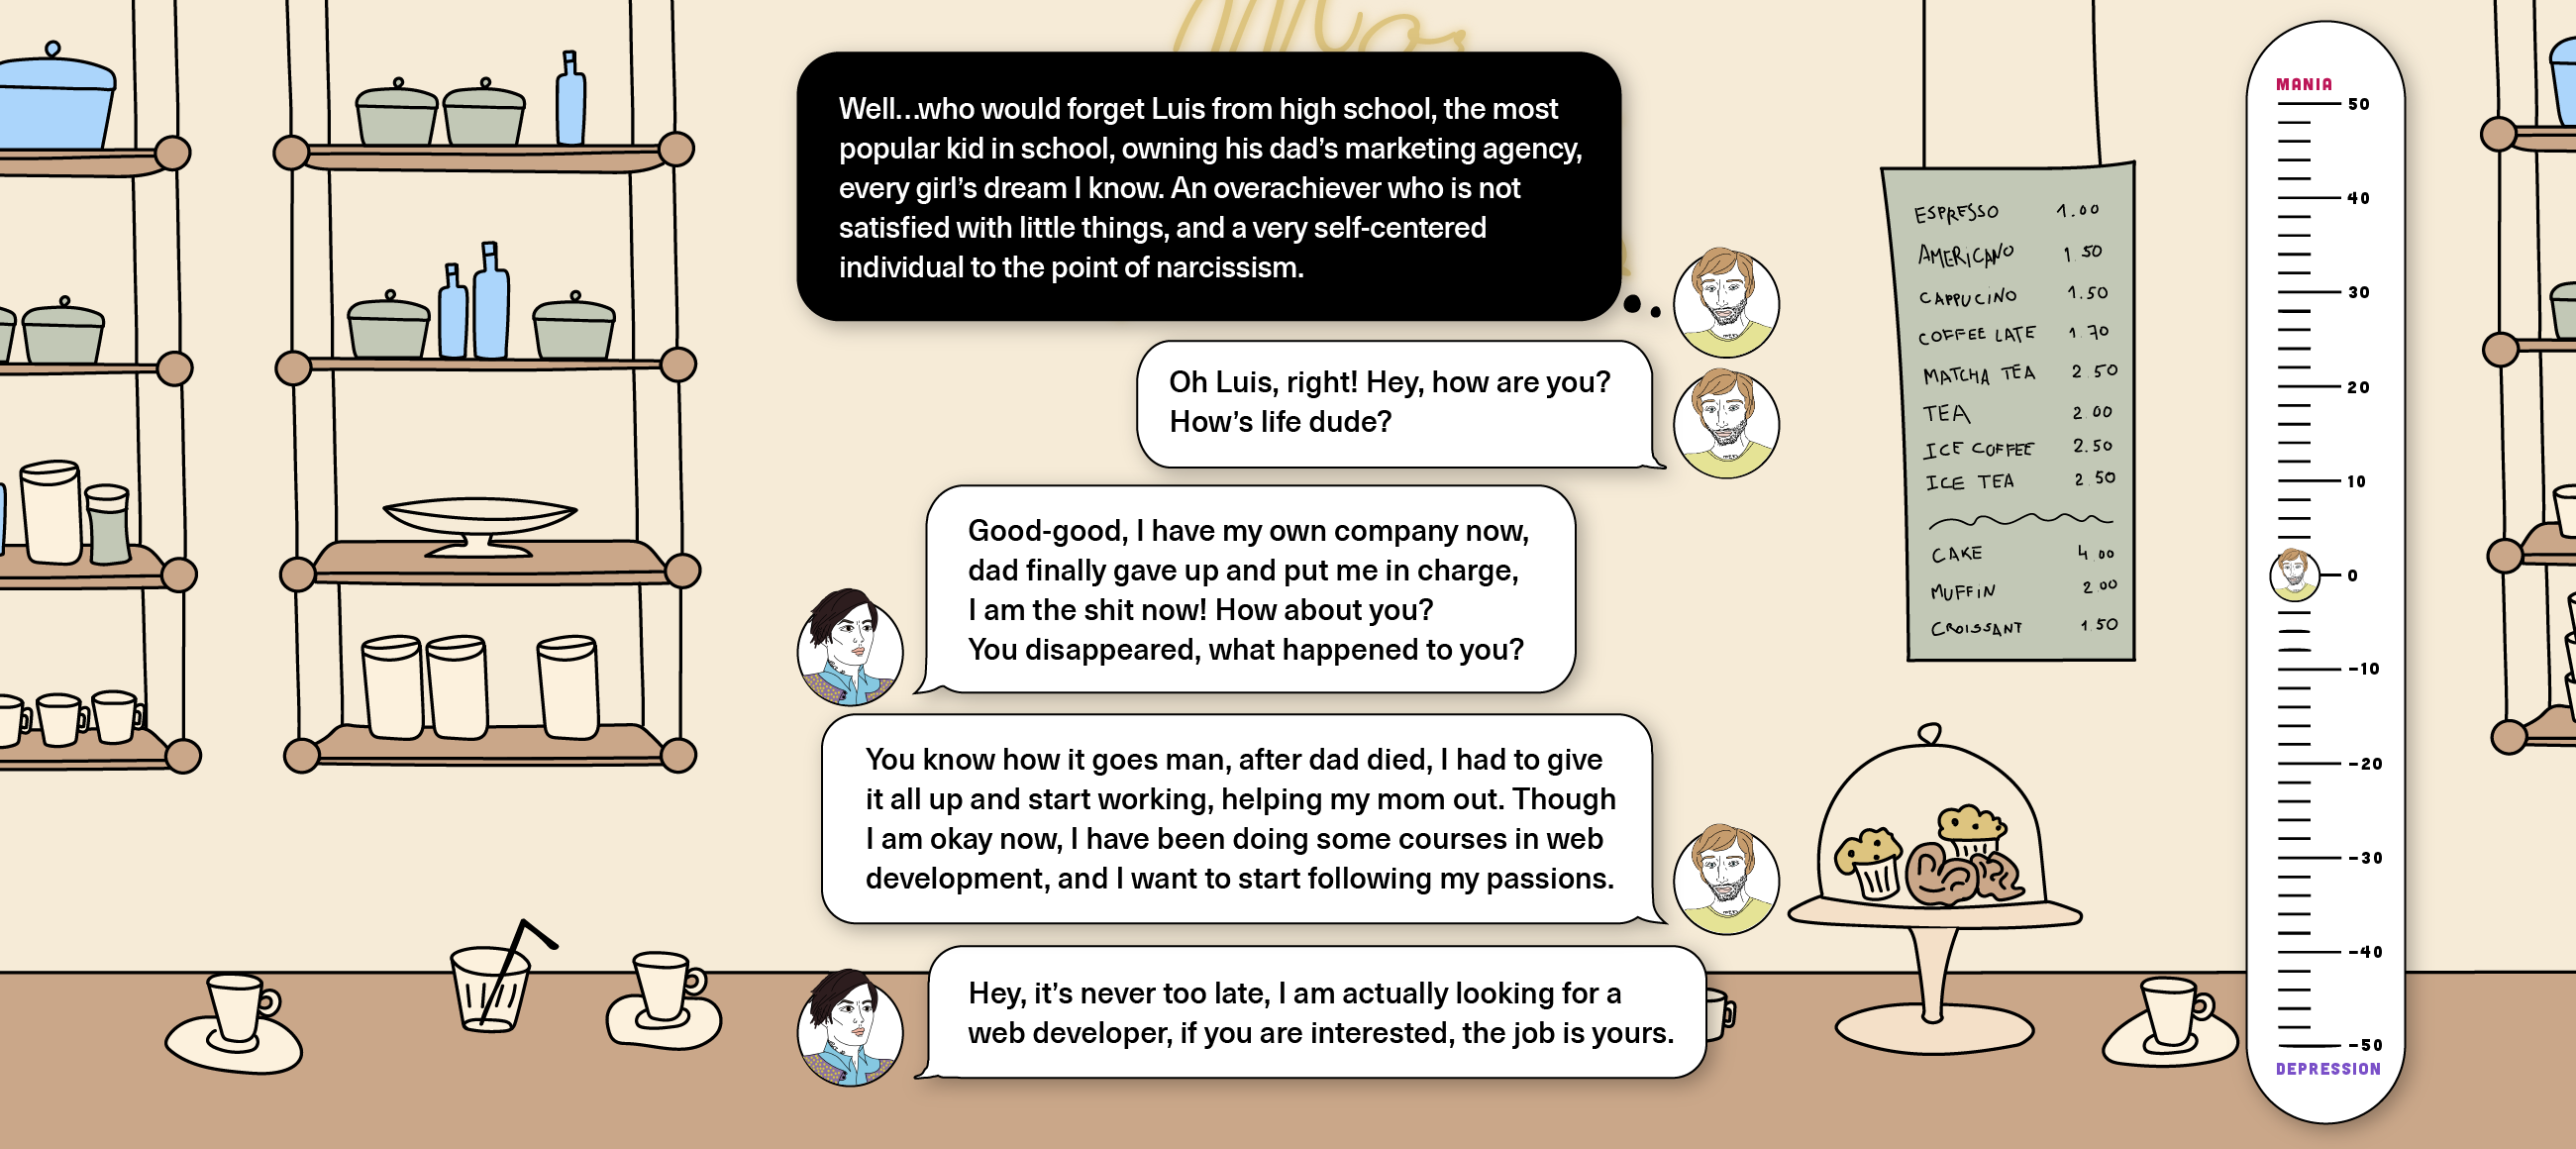 Well...who would forget Luis from high school, the most
popular kid in school, owning his dad's marketing agency,
every girl's dream I know. An overachiever who is not
satisfied with little things, and a very self-centered
individual to the point of narcissism.
Oh Luis, right! Hey, how are you?
How's life dude?
Good-good, I have my own company now,
dad finally gave up and put me in charge,
I am the shit now! How about you?
You disappeared, what happened to you?
You know how it goes man, after dad died, I had to give
it all up and start working, helping my mom out. Though
I am okay now, I have been doing some courses in web
development, and I want to start following my passions.
Hey, it's never too late, I am actually looking for a
web developer, if you are interested, the job is yours.
ESPRESSO 1.00
AMERICANO 1.50
CAPPUCINO 1.50
COFFEE LATE 1.70
MATCHA TEA 2.50
TEA 2.00
ICE COFFEE 2.50
ICE TEA 2.50
CAKE 4.00
MUFFIN 2.00
CROISSANT 1.50
MANIA
50
40
30
20
10
0
-10
-20
-30
-40
-50
DEPRESSION